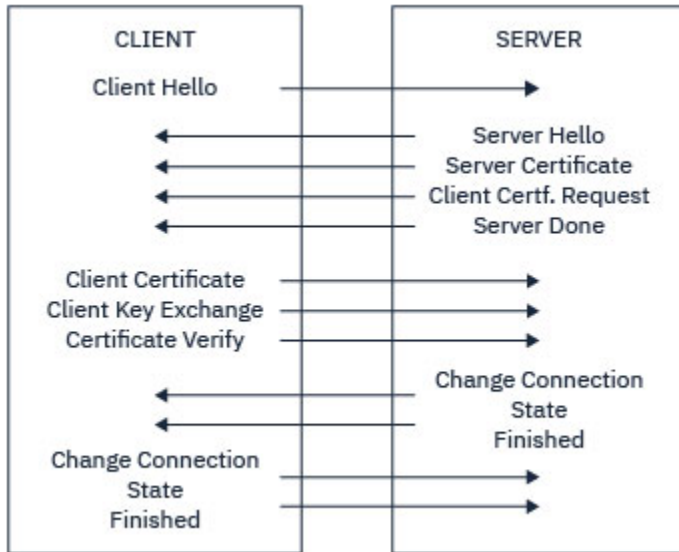 CLIENT
SERVER
Client Hello
Server Hello
Server Certificate
Client Certf. Request
Server Done
Client Certificate
Client Key Exchange
Certificate Verify
Change Connection
State
Finished
Change Connection
State
Finished